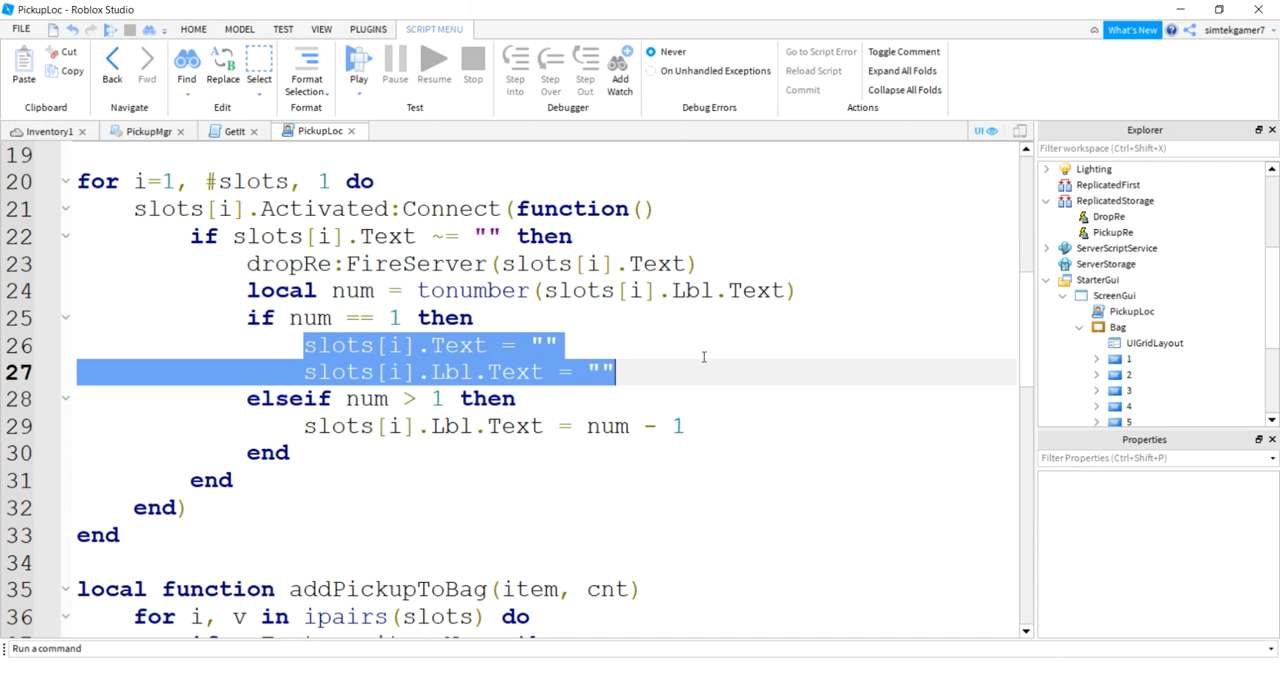 PickupLoc - Roblox Studio
FILE HOME MODEL TEST VIEW PLUGINS SCRIPT MENU What's New simtekgamer7
Paste Cut Copy Back Fwd Find Replace Select Format Selection Play Pause Resume Stop Step Into Step Over Step Out Add Watch Never On Unhandled Exceptions Go to Script Error Reload Script Commit Toggle Comment Expand All Folds Collapse All Folds
Clipboard Navigate Edit Format Test Debugger Debug Errors Actions
Inventory1 PickupMgr GetIt PickupLoc UI
19
20 for i=1, #slots, 1 do
21 slots[i].Activated:Connect(function()
22 if slots[i].Text ~= "" then
23 dropRe:FireServer(slots[i].Text)
24 local num = tonumber(slots[i].Lbl.Text)
25 if num == 1 then
26 slots[i].Text = ""
27 slots[i].Lbl.Text = ""
28 elseif num > 1 then
29 slots[i].Lbl.Text = num - 1
30 end
31 end
32 end)
33 end
34
35 local function addPickupToBag(item, cnt)
36 for i, v in ipairs(slots) do
Explorer
Filter workspace (Ctrl+Shift+X)
Lighting
ReplicatedFirst
ReplicatedStorage
DropRe
PickupRe
ServerScriptService
ServerStorage
StarterGui
ScreenGui
PickupLoc
Bag
UIGridLayout
1
2
3
4
5
Properties
Filter Properties (Ctrl+Shift+P)
Run a command